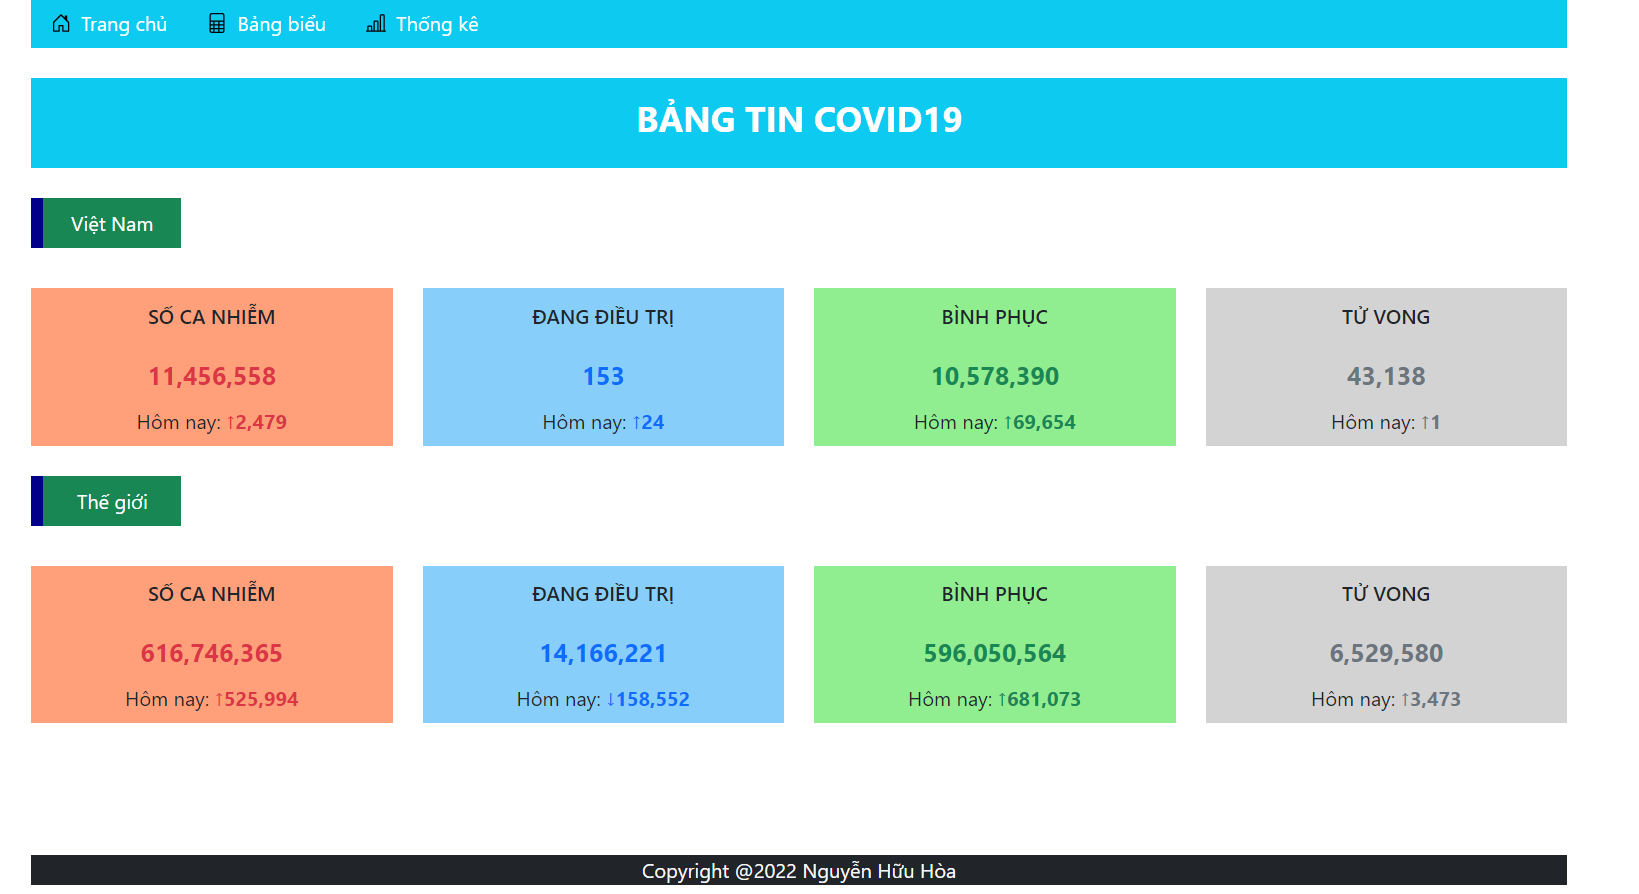 Trang chủ Bảng biểu Thống kê
BẢNG TIN COVID19
Việt Nam
SỐ CA NHIỄM ĐANG ĐIỀU TRỊ BÌNH PHỤC TỬ VONG
11,456,558 153 10,578,390 43,138
Hôm nay: ↑2,479 Hôm nay: ↑24 Hôm nay: ↑69,654 Hôm nay: ↑1
Thế giới
SỐ CA NHIỄM ĐANG ĐIỀU TRỊ BÌNH PHỤC TỬ VONG
616,746,365 14,166,221 596,050,564 6,529,580
Hôm nay: ↑525,994 Hôm nay: ↓158,552 Hôm nay: ↑681,073 Hôm nay: ↑3,473
Copyright @2022 Nguyễn Hữu Hòa